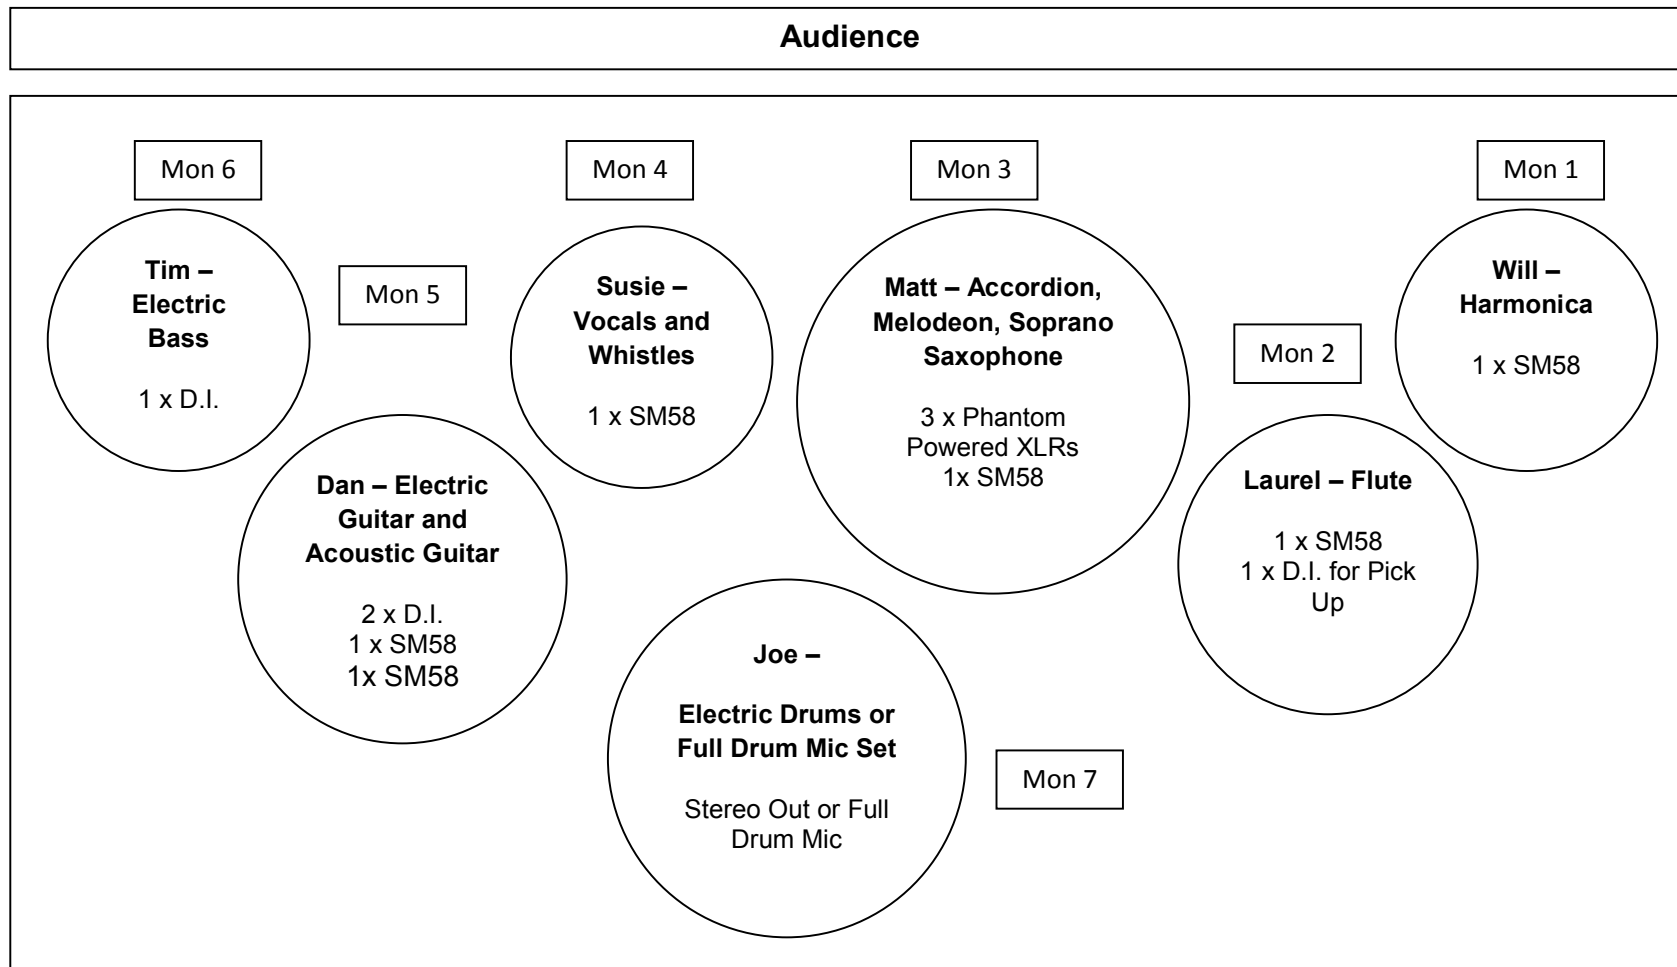 Audience
Mon 6
Mon 4
Mon 3
Mon 1
Tim –
Electric
Bass
1 x D.I.
Mon 5
Susie –
Vocals and
Whistles
1 x SM58
Matt – Accordion,
Melodeon, Soprano
Saxophone
3 x Phantom
Powered XLRs
1x SM58
Mon 2
Will –
Harmonica
1 x SM58
Dan – Electric
Guitar and
Acoustic Guitar
2 x D.I.
1 x SM58
1x SM58
Laurel – Flute
1 x SM58
1 x D.I. for Pick
Up
Joe –
Electric Drums or
Full Drum Mic Set
Stereo Out or Full
Drum Mic
Mon 7